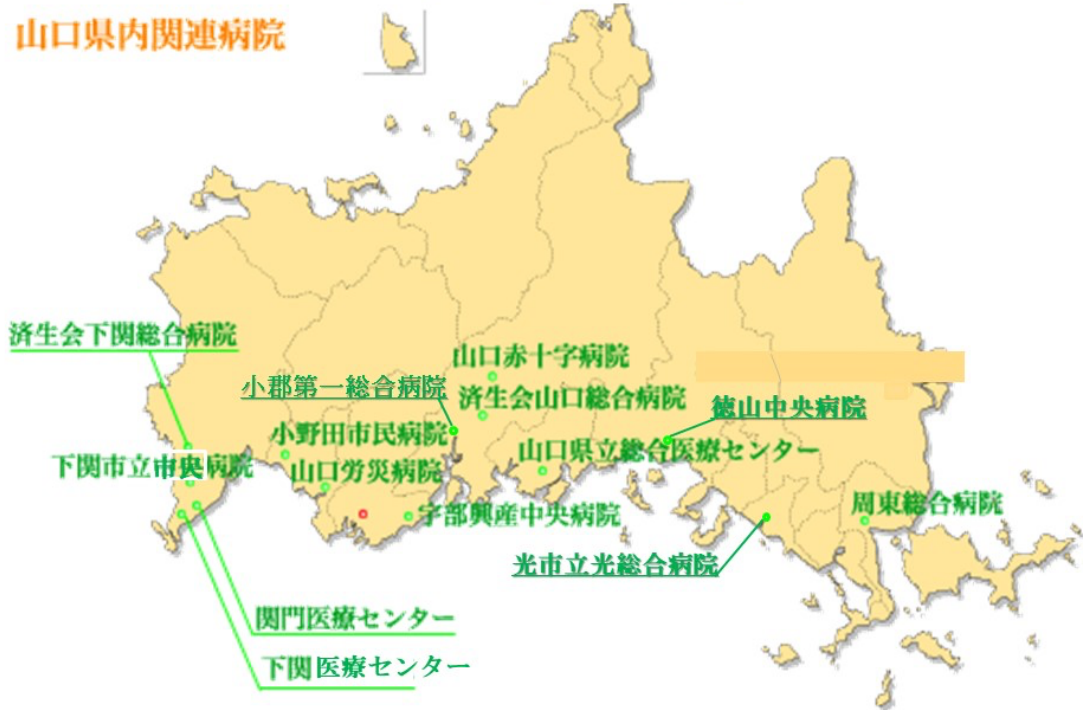 山口県内関連病院
済生会下関総合病院
山口赤十字病院
小郡第一総合病院
済生会山口総合病院
徳山中央病院
小野田市民病院
山口県立総合医療センター
下関市立市央病院
山口労災病院
周東総合病院
宇部興産中央病院
光市立光総合病院
関門医療センター
下関医療センター